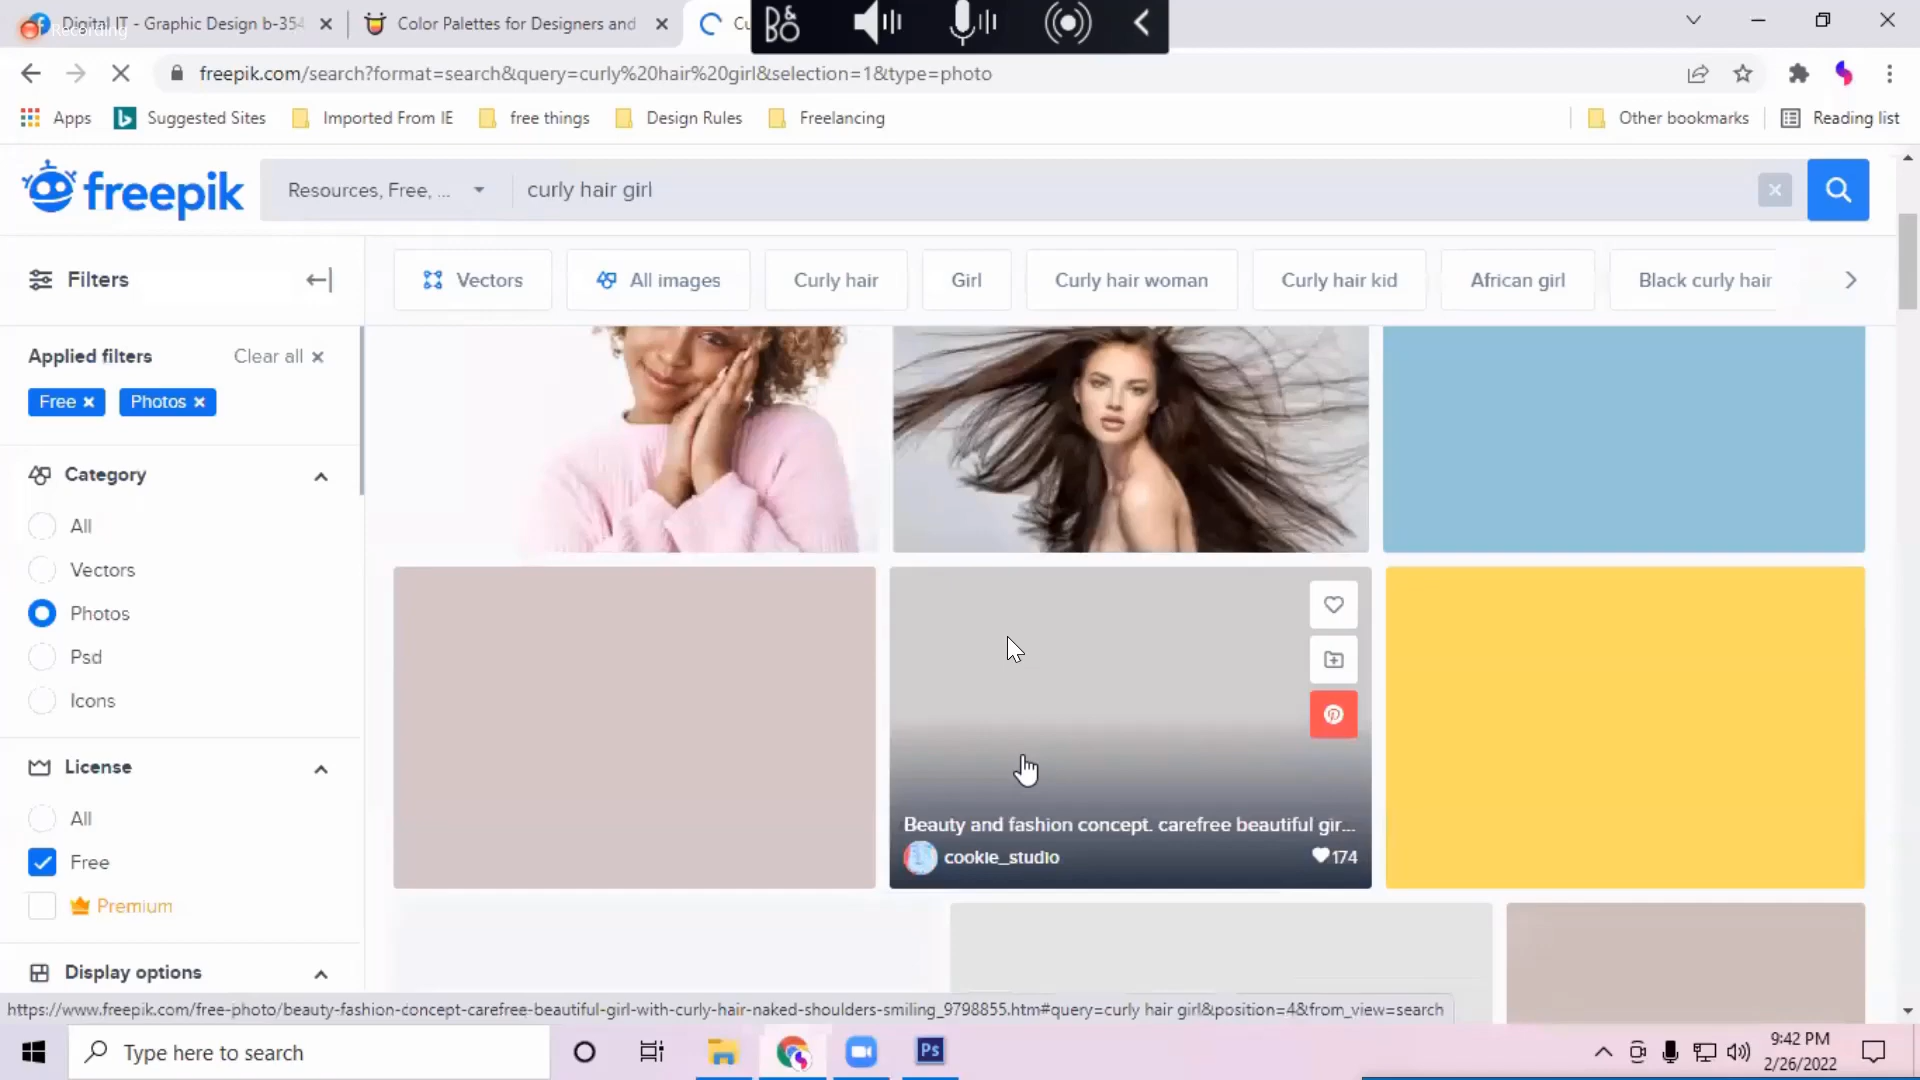 Digital IT - Graphic Design b-354
Recording
Color Palettes for Designers and
Cu
freepik.com/search?format=search&query=curly%20hair%20girl&selection=1&type=photo
Apps
Suggested Sites
Imported From IE
free things
Design Rules
Freelancing
Other bookmarks
Reading list
freepik
Resources, Free, ...
curly hair girl
Filters
Vectors
All images
Curly hair
Girl
Curly hair woman
Curly hair kid
African girl
Black curly hair
Applied filters
Clear all ×
Free ×
Photos ×
Category
All
Vectors
Photos
Psd
Icons
License
All
Free
Premium
Display options
Beauty and fashion concept. carefree beautiful gir...
cookie_studio
174
https://www.freepik.com/free-photo/beauty-fashion-concept-carefree-beautiful-girl-with-curly-hair-naked-shoulders-smiling_9798855.htm#query=curly hair girl&position=4&from_view=search
Type here to search
Ps
9:42 PM
2/26/2022